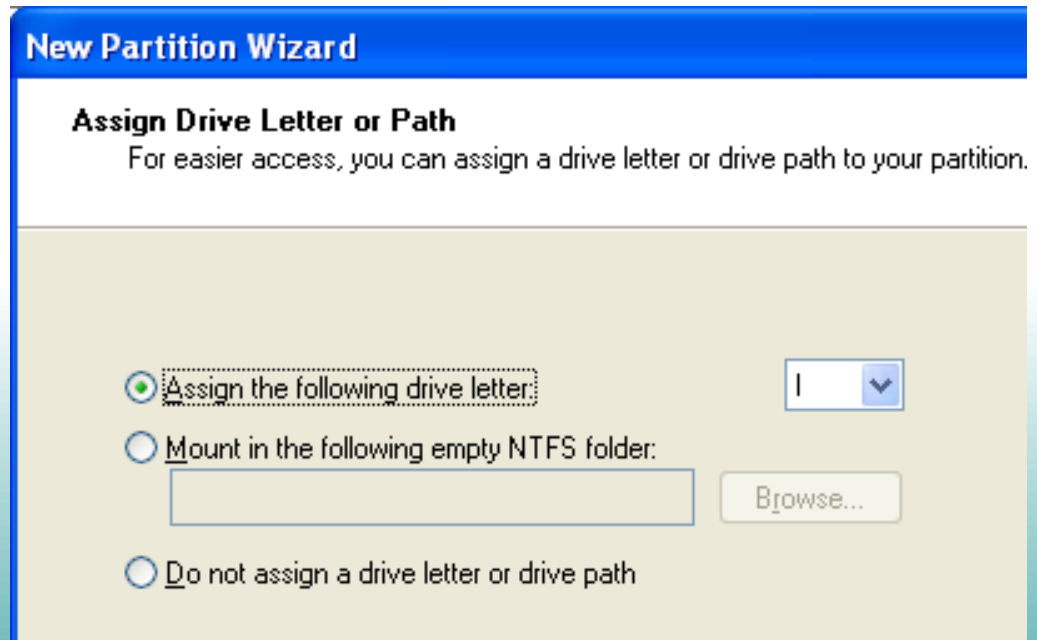 New Partition Wizard
Assign Drive Letter or Path
For easier access, you can assign a drive letter or drive path to your partition.
Assign the following drive letter: I
Mount in the following empty NTFS folder:
Browse...
Do not assign a drive letter or drive path